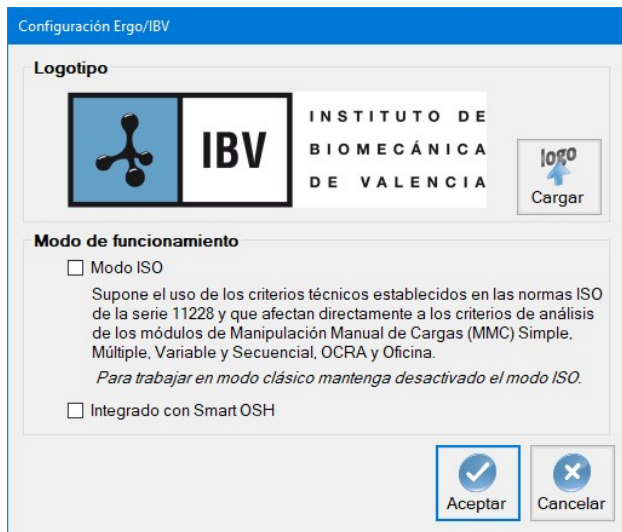 Configuración Ergo/IBV
Logotipo
IBV
INSTITUTO DE
BIOMECÁNICA
DE VALENCIA
logo
Cargar
Modo de funcionamiento
Modo ISO
Supone el uso de los criterios técnicos establecidos en las normas ISO
de la serie 11228 y que afectan directamente a los criterios de análisis
de los módulos de Manipulación Manual de Cargas (MMC) Simple,
Múltiple, Variable y Secuencial, OCRA y Oficina.
Para trabajar en modo clásico mantenga desactivado el modo ISO.
Integrado con Smart OSH
Aceptar
Cancelar